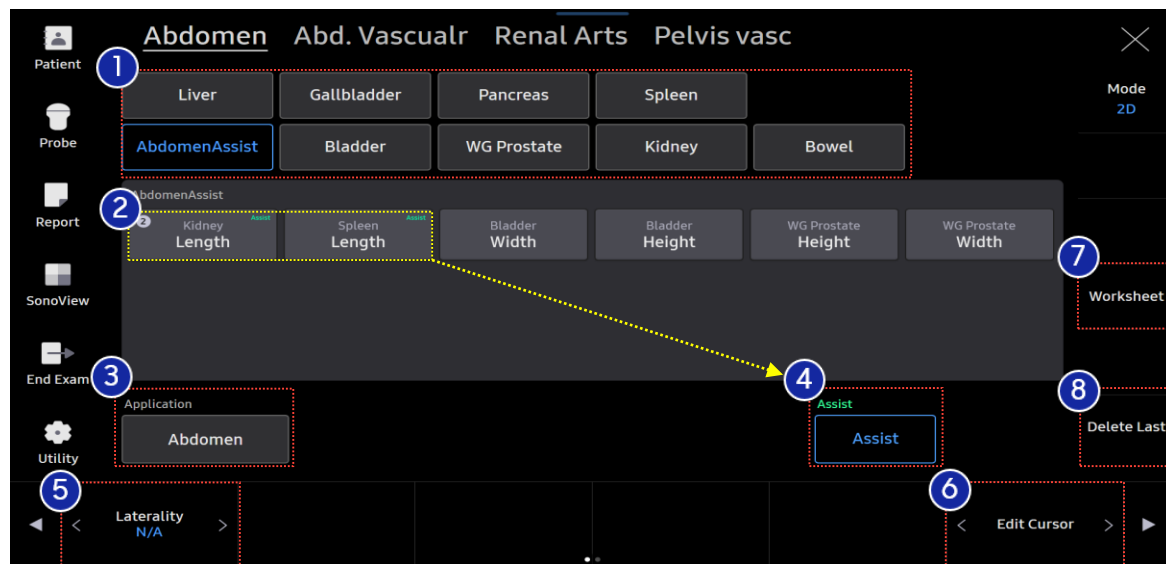 Abdomen Abd. Vascualr Renal Arts Pelvis vasc
Patient
1
Liver Gallbladder Pancreas Spleen
Mode
2D
Probe
AbdomenAssist Bladder WG Prostate Kidney Bowel
AbdomenAssist
2
Report
2 Kidney Assist Spleen Assist Bladder Bladder WG Prostate WG Prostate
Length Length Width Height Height Width
7
SonoView
Worksheet
End Exam
3
4
8
Application
Assist
Abdomen
Assist
Delete Last
Utility
5
6
Laterality
N/A
Edit Cursor